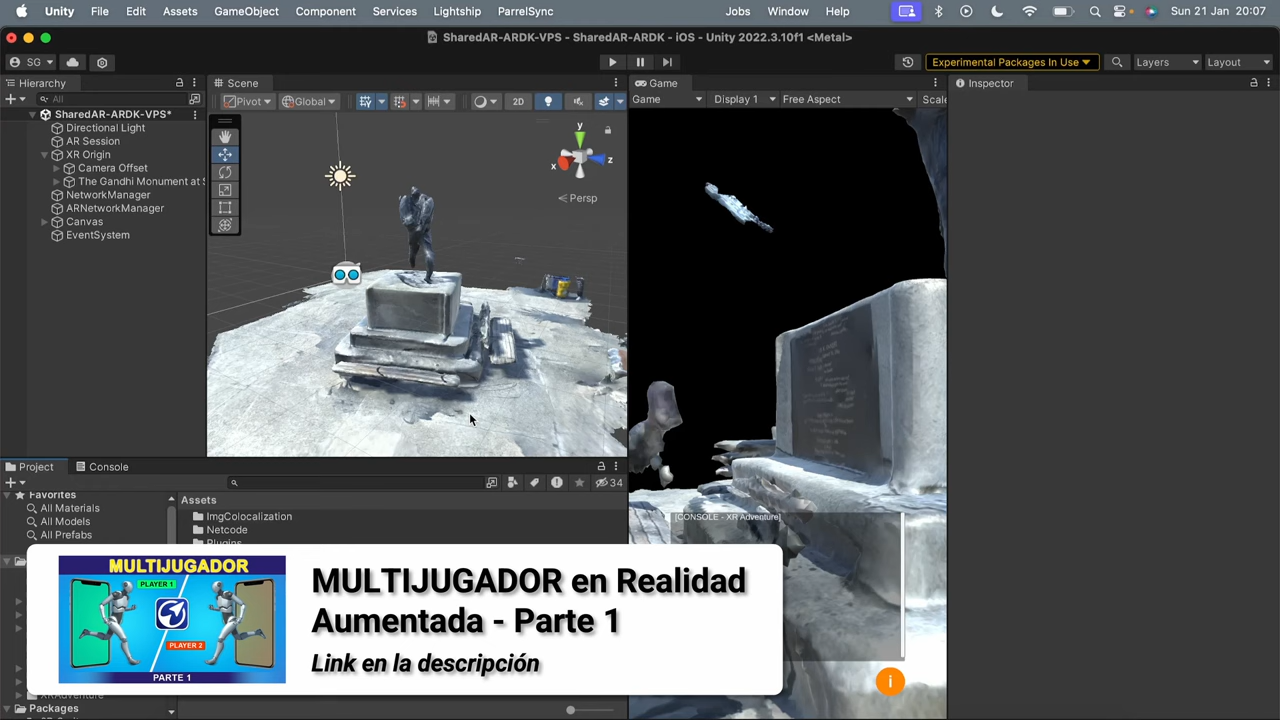 Unity File Edit Assets GameObject Component Services Lightship ParrelSync Jobs Window Help Sun 21 Jan 20:07
SharedAR-ARDK-VPS - SharedAR-ARDK - iOS - Unity 2022.3.10f1 <Metal>
SG Experimental Packages In Use Layers Layout
Hierarchy
All
SharedAR-ARDK-VPS*
Directional Light
AR Session
XR Origin
Camera Offset
The Gandhi Monument at S
NetworkManager
ARNetworkManager
Canvas
EventSystem
Scene
Pivot Global 2D
y
x
z
Persp
Game
Game Display 1 Free Aspect Scale
[CONSOLE - XR Adventure]
i
Inspector
Project Console
34
Favorites
All Materials
All Models
All Prefabs
Assets
ImgColocalization
Netcode
Plugins
XRAdventure
Packages
MULTIJUGADOR
PLAYER 1
PLAYER 2
PARTE 1
MULTIJUGADOR en Realidad
Aumentada - Parte 1
Link en la descripción